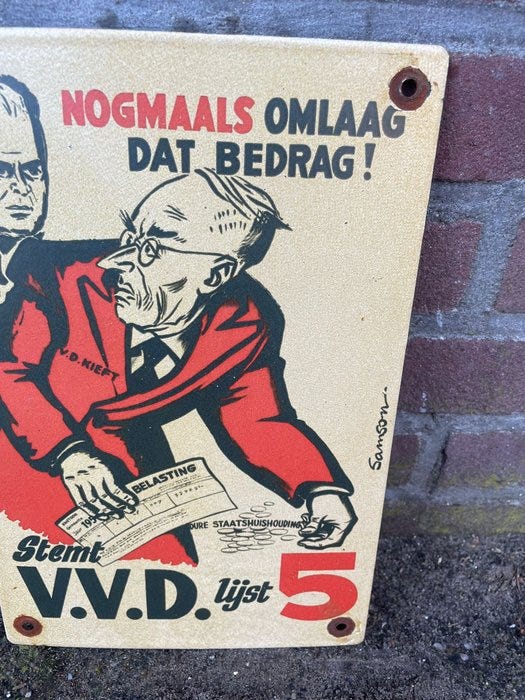 NOGMAALS OMLAAG
DAT BEDRAG!
V.D. KIEFT
Samson.
BELASTING
DURE STAATSHUISHOUDING
Stemt
V.V.D. lijst 5